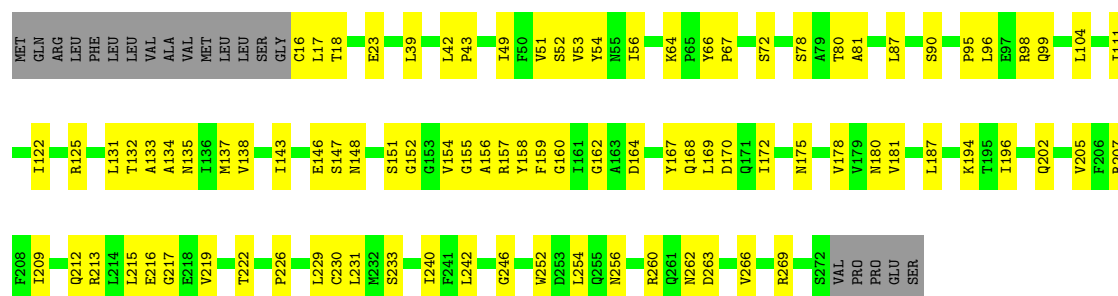 MET GLN ARG LEU PHE LEU LEU VAL ALA VAL MET LEU LEU SER GLY C16 L17 T18 E23 L39 L42 P43 I49 F50 V51 S52 V53 Y54 N55 I56 K64 P65 Y66 P67 S72 S78 A79 T80 A81 L87 S90 P95 L96 E97 R98 Q99 L104 I111
I122 R125 L131 T132 A133 A134 N135 I136 M137 V138 I143 E146 S147 N148 S151 G152 G153 V154 G155 A156 R157 Y158 F159 G160 I161 G162 A163 D164 Y167 Q168 L169 D170 Q171 I172 N175 V178 V179 N180 V181 L187 K194 T195 I196 Q202 V205 F206 R207
F208 I209 Q212 R213 L214 L215 E216 G217 E218 V219 T222 P226 L229 C230 L231 M232 S233 I240 F241 L242 G246 W252 D253 L254 Q255 N256 R260 Q261 N262 D263 V266 R269 S272 VAL PRO PRO GLU SER